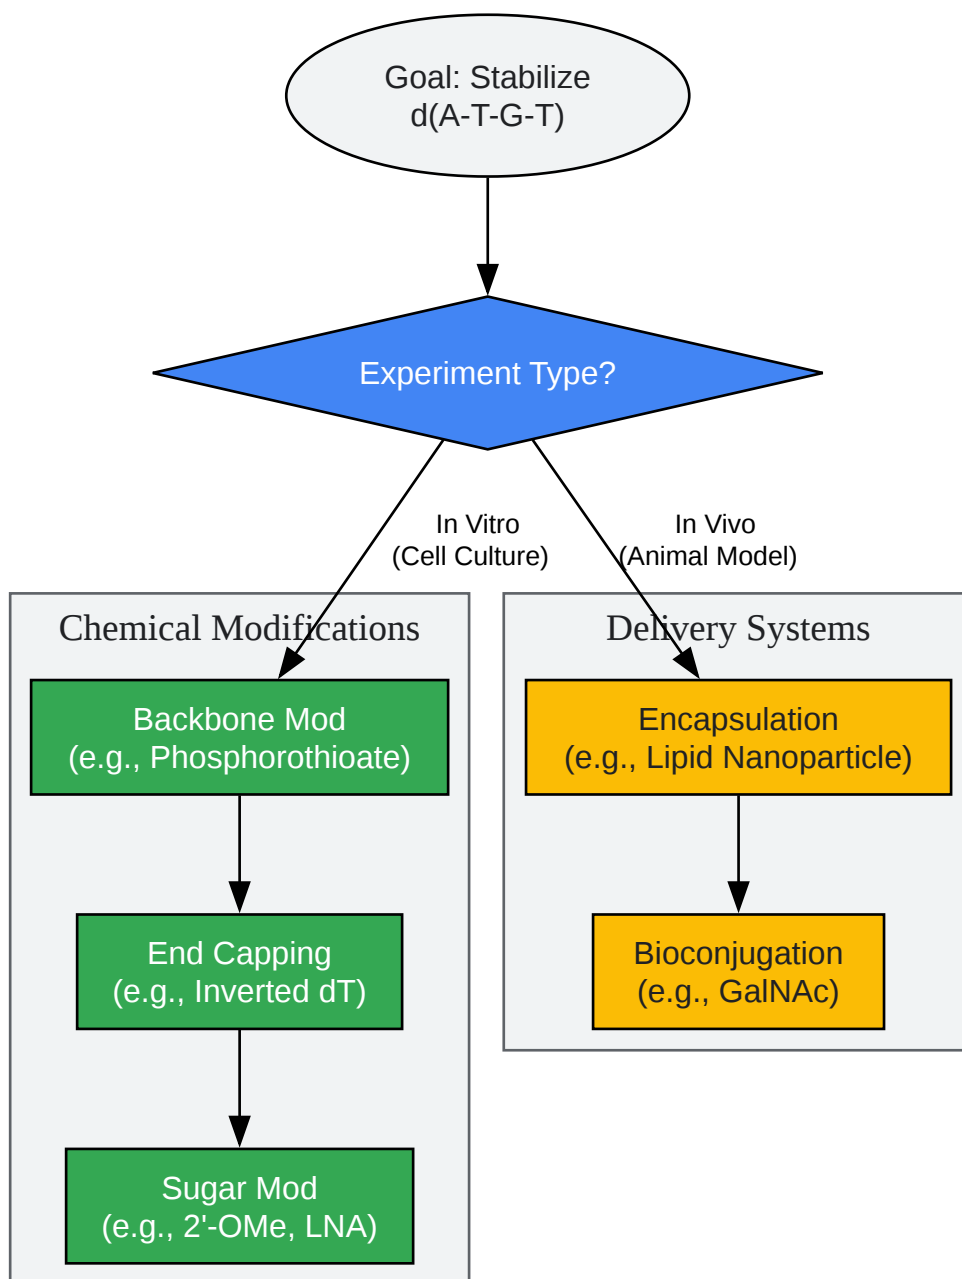 Goal: Stabilize
d(A-T-G-T)
Experiment Type?
In Vitro
(Cell Culture)
In Vivo
(Animal Model)
Chemical Modifications
Backbone Mod
(e.g., Phosphorothioate)
End Capping
(e.g., Inverted dT)
Sugar Mod
(e.g., 2'-OMe, LNA)
Delivery Systems
Encapsulation
(e.g., Lipid Nanoparticle)
Bioconjugation
(e.g., GalNAc)